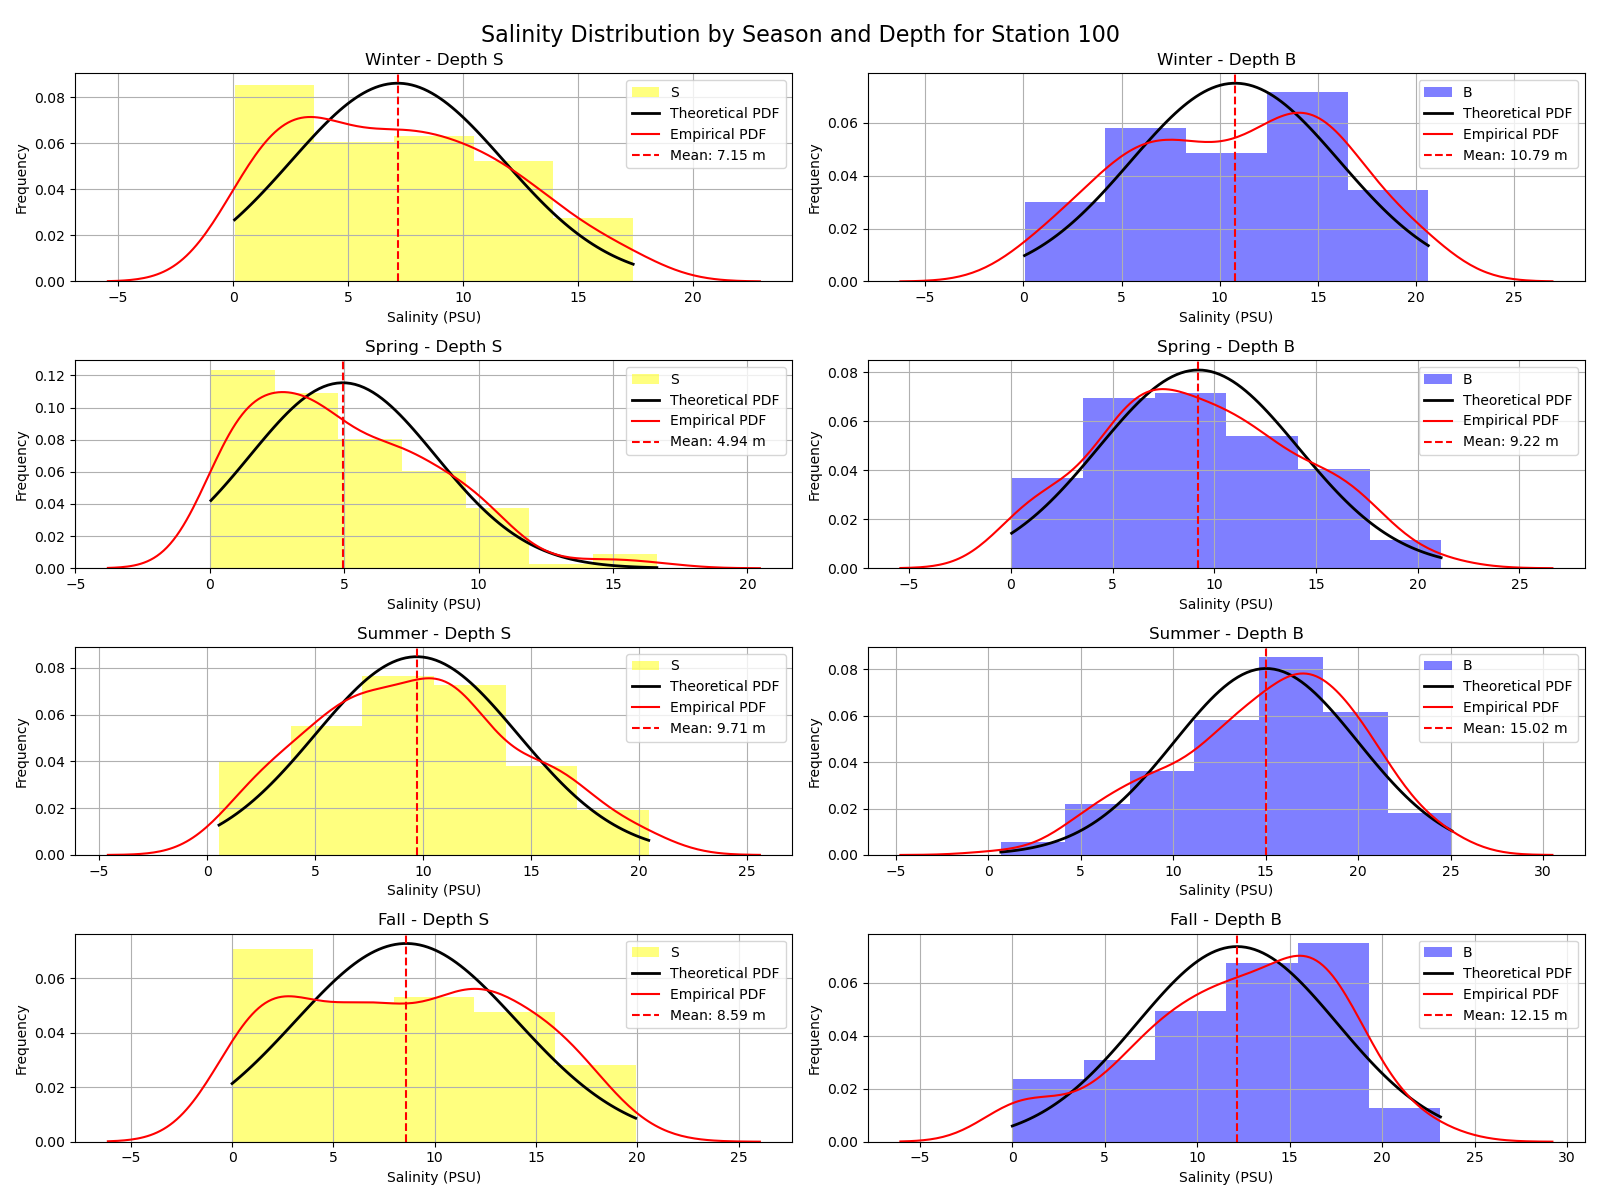 Salinity Distribution by Season and Depth for Station 100
Winter - Depth S
Frequency
0.08
0.06
0.04
0.02
0.00
−5 0 5 10 15 20
Salinity (PSU)
S
Theoretical PDF
Empirical PDF
Mean: 7.15 m
Winter - Depth B
Frequency
0.06
0.04
0.02
0.00
−5 0 5 10 15 20 25
Salinity (PSU)
B
Theoretical PDF
Empirical PDF
Mean: 10.79 m
Spring - Depth S
Frequency
0.12
0.10
0.08
0.06
0.04
0.02
0.00
−5 0 5 10 15 20
Salinity (PSU)
S
Theoretical PDF
Empirical PDF
Mean: 4.94 m
Spring - Depth B
Frequency
0.08
0.06
0.04
0.02
0.00
−5 0 5 10 15 20 25
Salinity (PSU)
B
Theoretical PDF
Empirical PDF
Mean: 9.22 m
Summer - Depth S
Frequency
0.08
0.06
0.04
0.02
0.00
−5 0 5 10 15 20 25
Salinity (PSU)
S
Theoretical PDF
Empirical PDF
Mean: 9.71 m
Summer - Depth B
Frequency
0.08
0.06
0.04
0.02
0.00
−5 0 5 10 15 20 25 30
Salinity (PSU)
B
Theoretical PDF
Empirical PDF
Mean: 15.02 m
Fall - Depth S
Frequency
0.06
0.04
0.02
0.00
−5 0 5 10 15 20 25
Salinity (PSU)
S
Theoretical PDF
Empirical PDF
Mean: 8.59 m
Fall - Depth B
Frequency
0.06
0.04
0.02
0.00
−5 0 5 10 15 20 25 30
Salinity (PSU)
B
Theoretical PDF
Empirical PDF
Mean: 12.15 m